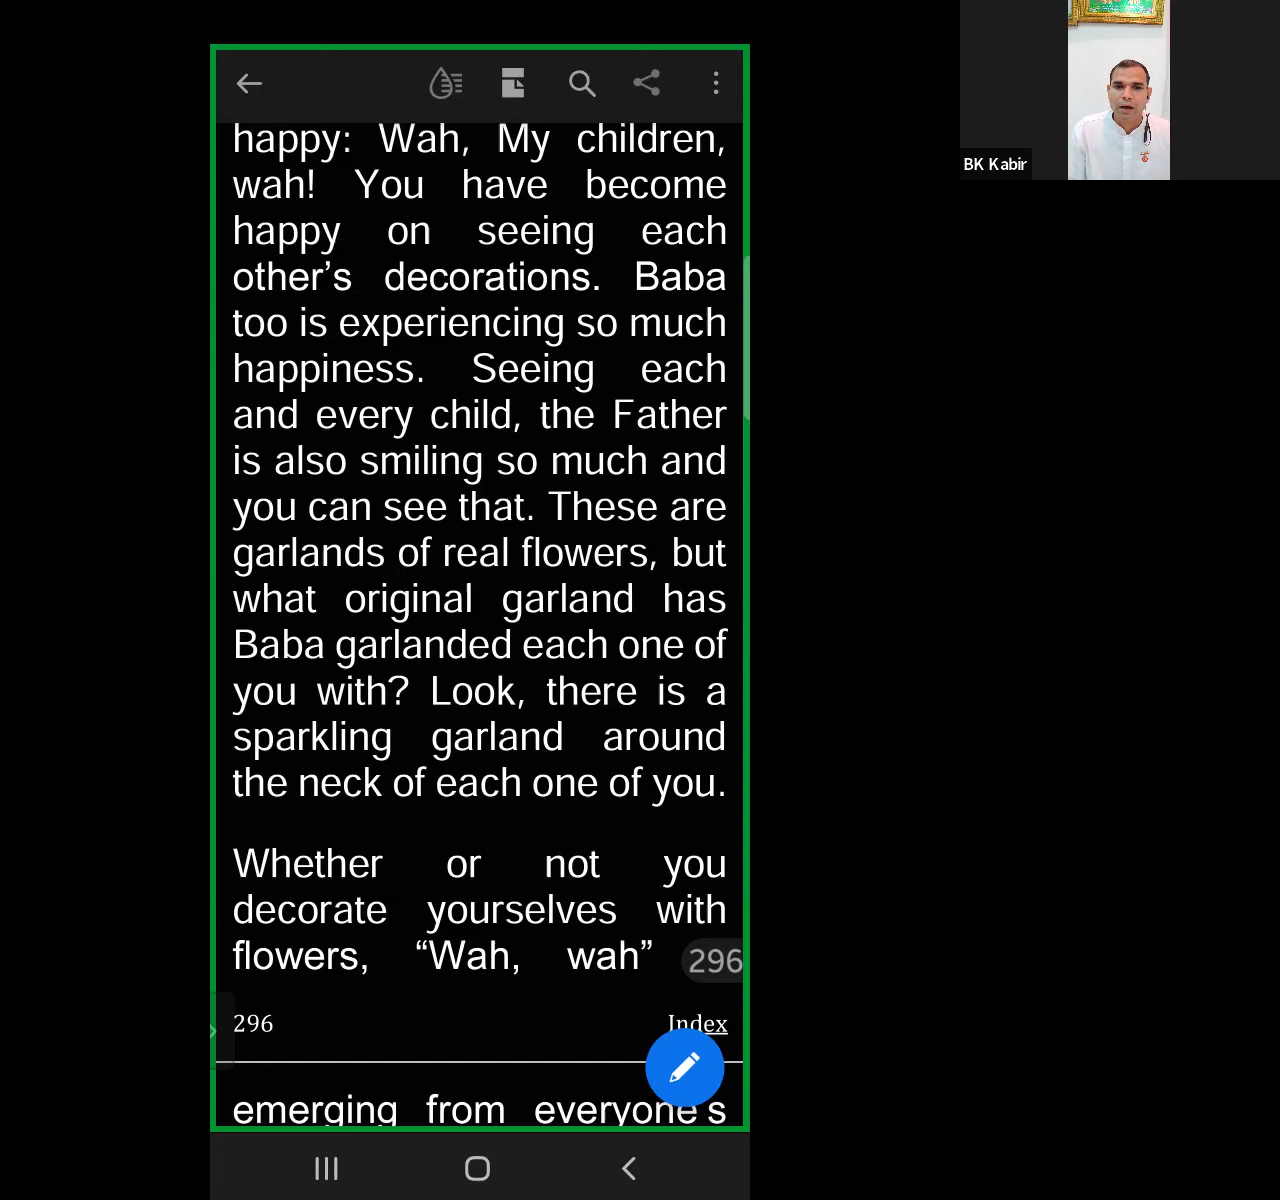 happy: Wah, My children,
wah! You have become
happy on seeing each
other’s decorations. Baba
too is experiencing so much
happiness. Seeing each
and every child, the Father
is also smiling so much and
you can see that. These are
garlands of real flowers, but
what original garland has
Baba garlanded each one of
you with? Look, there is a
sparkling garland around
the neck of each one of you.
Whether or not you
decorate yourselves with
flowers, “Wah, wah”
296
296 Index
emerging from everyone’s
BK Kabir